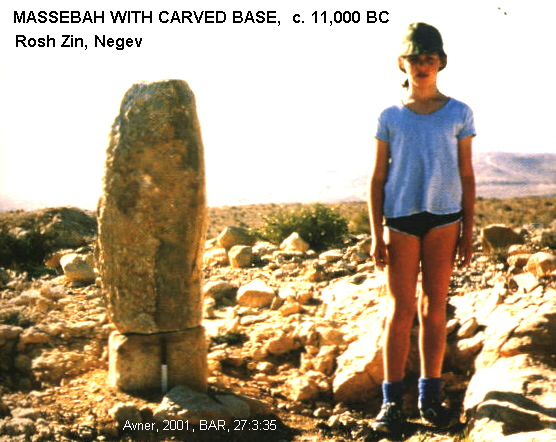 MASSEBAH WITH CARVED BASE, c. 11,000 BC
Rosh Zin, Negev
Avner, 2001, BAR, 27:3:35